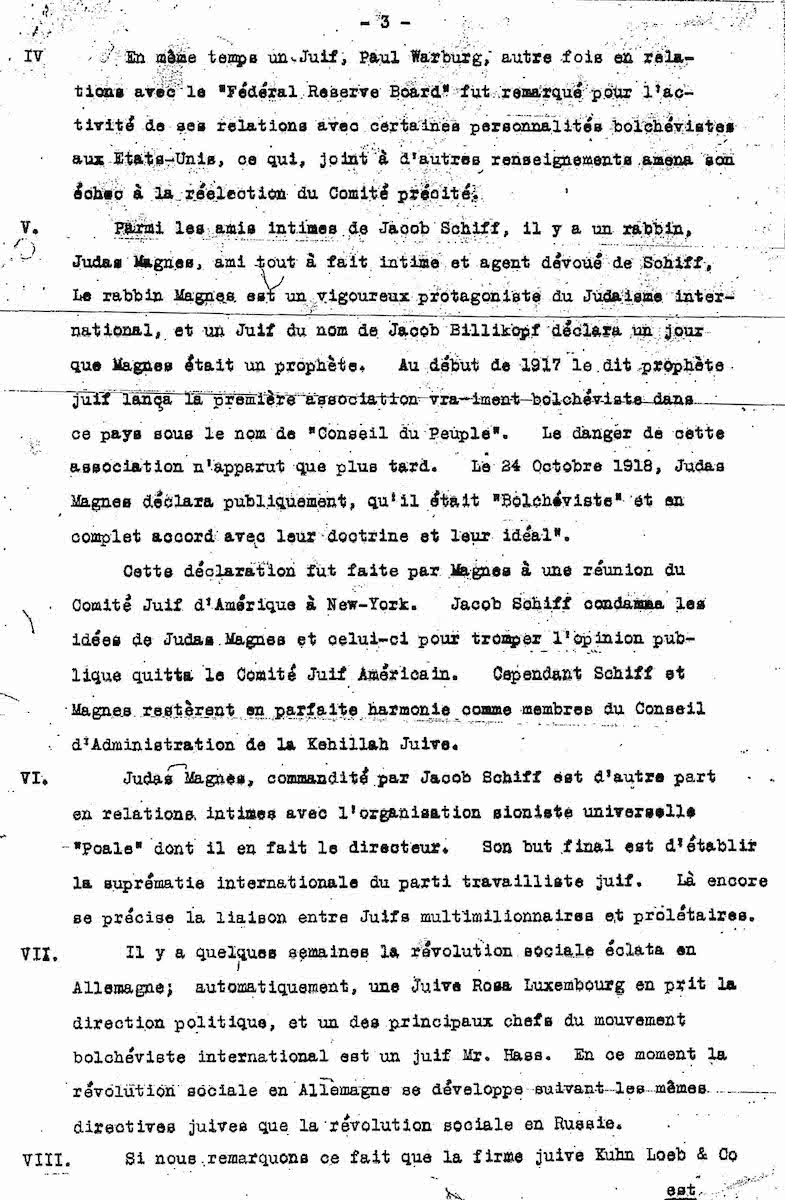 - 3 -
IV En même temps un Juif, Paul Warburg, autre fois en rela-
tions avec le "Fédéral Reserve Board" fut remarqué pour l'ac-
tivité de ses relations avec certaines personnalités bolchévistes
aux Etats-Unis, ce qui, joint à d'autres renseignements amena son
échec à la réelection du Comité précité.
V. Parmi les amis intimes de Jacob Schiff, il y a un rabbin,
Judas Magnes, ami tout à fait intime et agent dévoué de Schiff,
Le rabbin Magnes est un vigoureux protagoniste du Judaisme inter-
national, et un Juif du nom de Jacob Billikopf déclara un jour
que Magnes était un prophète. Au début de 1917 le dit prophète
juif lança la première association vra-iment bolchéviste dans
ce pays sous le nom de "Conseil du Peuple". Le danger de cette
association n'apparut que plus tard. Le 24 Octobre 1918, Judas
Magnes déclara publiquement, qu'il était "Bolchéviste" et en
complet accord avec leur doctrine et leur idéal".
Cette déclaration fut faite par Magnes à une réunion du
Comité Juif d'Amérique à New-York. Jacob Schiff condamna les
idées de Judas Magnes et celui-ci pour tromper l'opinion pub-
lique quitta le Comité Juif Américain. Cependant Schiff et
Magnes restèrent en parfaite harmonie comme membres du Conseil
d'Administration de la Kehillah Juive.
VI. Judas Magnes, commandité par Jacob Schiff est d'autre part
en relations intimes avec l'organisation sioniste universelle
"Poale" dont il en fait le directeur. Son but final est d'établir
la suprématie internationale du parti travailliste juif. Là encore
se précise la liaison entre Juifs multimilionnaires et prolétaires.
VII. Il y a quelques semaines la révolution sociale éclata en
Allemagne; automatiquement, une Juive Rosa Luxembourg en prit la
direction politique, et un des principaux chefs du mouvement
bolchéviste international est un juif Mr. Hass. En ce moment la
révolution sociale en Allemagne se développe suivant les mêmes
directives juives que la révolution sociale en Russie.
VIII. Si nous remarquons ce fait que la firme juive Kuhn Loeb & Co
est